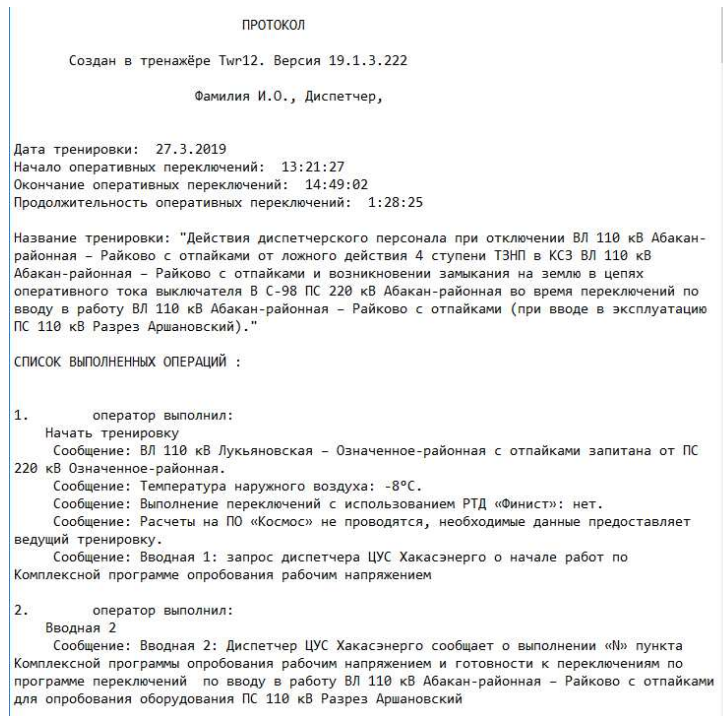 ПРОТОКОЛ
Создан в тренажёре Twr12. Версия 19.1.3.222
Фамилия И.О., Диспетчер,
Дата тренировки:  27.3.2019
Начало оперативных переключений:  13:21:27
Окончание оперативных переключений:  14:49:02
Продолжительность оперативных переключений:  1:28:25
Название тренировки: "Действия диспетчерского персонала при отключении ВЛ 110 кВ Абакан-
районная – Райково с отпайками от ложного действия 4 ступени ТЗНП в КСЗ ВЛ 110 кВ
Абакан-районная – Райково с отпайками и возникновении замыкания на землю в цепях
оперативного тока выключателя В С-98 ПС 220 кВ Абакан-районная во время переключений по
вводу в работу ВЛ 110 кВ Абакан-районная – Райково с отпайками (при вводе в эксплуатацию
ПС 110 кВ Разрез Аршановский)."
СПИСОК ВЫПОЛНЕННЫХ ОПЕРАЦИЙ :
1.        оператор выполнил:
Начать тренировку
Сообщение: ВЛ 110 кВ Лукьяновская – Означенное-районная с отпайками запитана от ПС
220 кВ Означенное-районная.
Сообщение: Температура наружного воздуха: -8°С.
Сообщение: Выполнение переключений с использованием РТД «Финист»: нет.
Сообщение: Расчеты на ПО «Космос» не проводятся, необходимые данные предоставляет
ведущий тренировку.
Сообщение: Вводная 1: запрос диспетчера ЦУС Хакасэнерго о начале работ по
Комплексной программе опробования рабочим напряжением
2.        оператор выполнил:
Вводная 2
Сообщение: Вводная 2: Диспетчер ЦУС Хакасэнерго сообщает о выполнении «N» пункта
Комплексной программы опробования рабочим напряжением и готовности к переключениям по
программе переключений  по вводу в работу ВЛ 110 кВ Абакан-районная – Райково с отпайками
для опробования оборудования ПС 110 кВ Разрез Аршановский